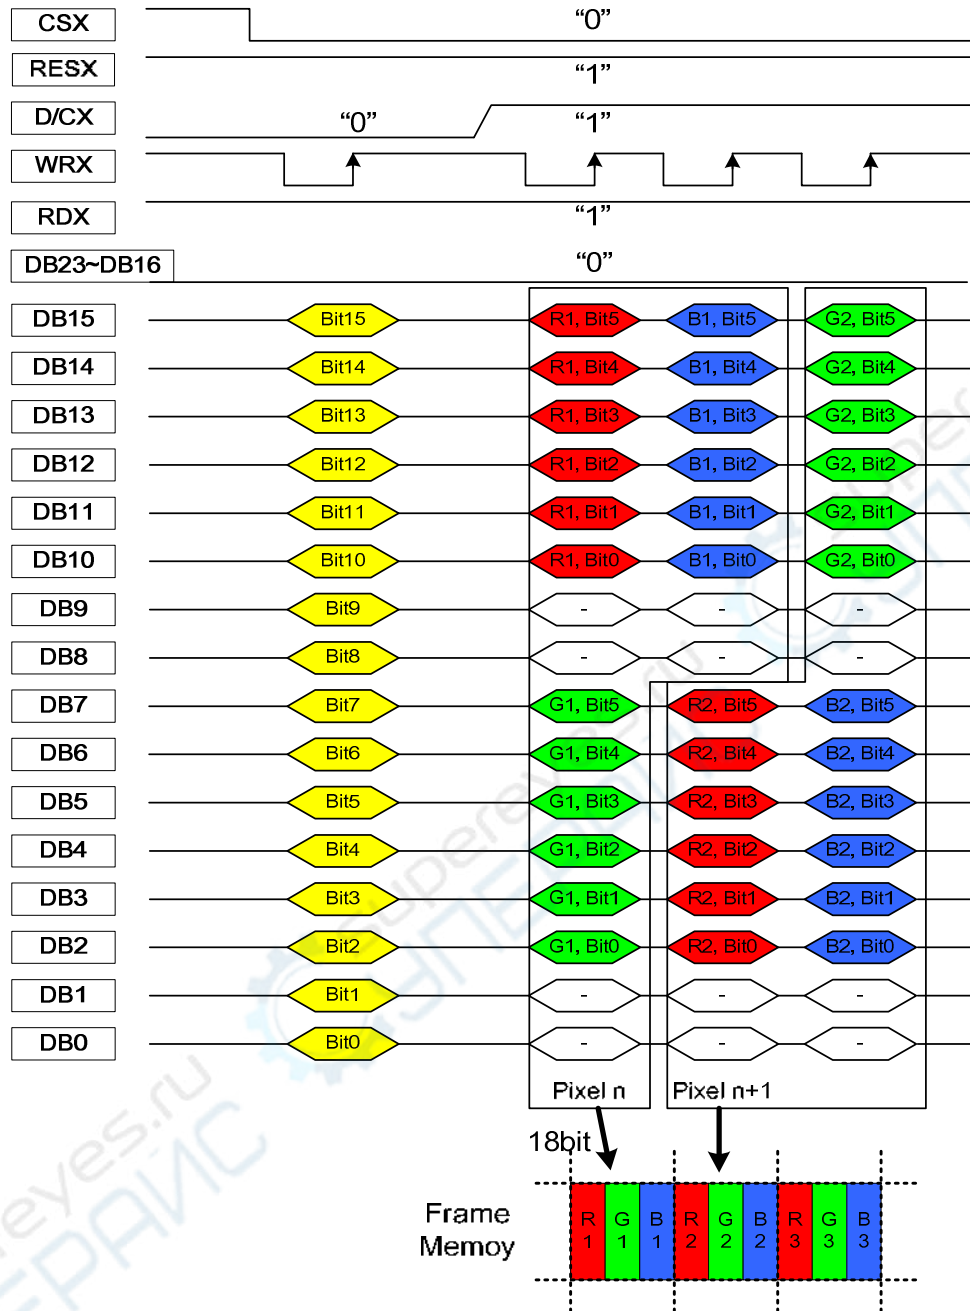 CSX “0”
RESX “1”
D/CX “0” “1”
WRX
RDX “1”
DB23~DB16 “0”
DB15 Bit15 R1, Bit5 B1, Bit5 G2, Bit5
DB14 Bit14 R1, Bit4 B1, Bit4 G2, Bit4
DB13 Bit13 R1, Bit3 B1, Bit3 G2, Bit3
DB12 Bit12 R1, Bit2 B1, Bit2 G2, Bit2
DB11 Bit11 R1, Bit1 B1, Bit1 G2, Bit1
DB10 Bit10 R1, Bit0 B1, Bit0 G2, Bit0
DB9 Bit9 - - -
DB8 Bit8 - - -
DB7 Bit7 G1, Bit5 R2, Bit5 B2, Bit5
DB6 Bit6 G1, Bit4 R2, Bit4 B2, Bit4
DB5 Bit5 G1, Bit3 R2, Bit3 B2, Bit3
DB4 Bit4 G1, Bit2 R2, Bit2 B2, Bit2
DB3 Bit3 G1, Bit1 R2, Bit1 B2, Bit1
DB2 Bit2 G1, Bit0 R2, Bit0 B2, Bit0
DB1 Bit1 - - -
DB0 Bit0 - - -
Pixel n Pixel n+1
18bit
Frame
Memoy
R G B R G B R G B
1 1 1 2 2 2 3 3 3